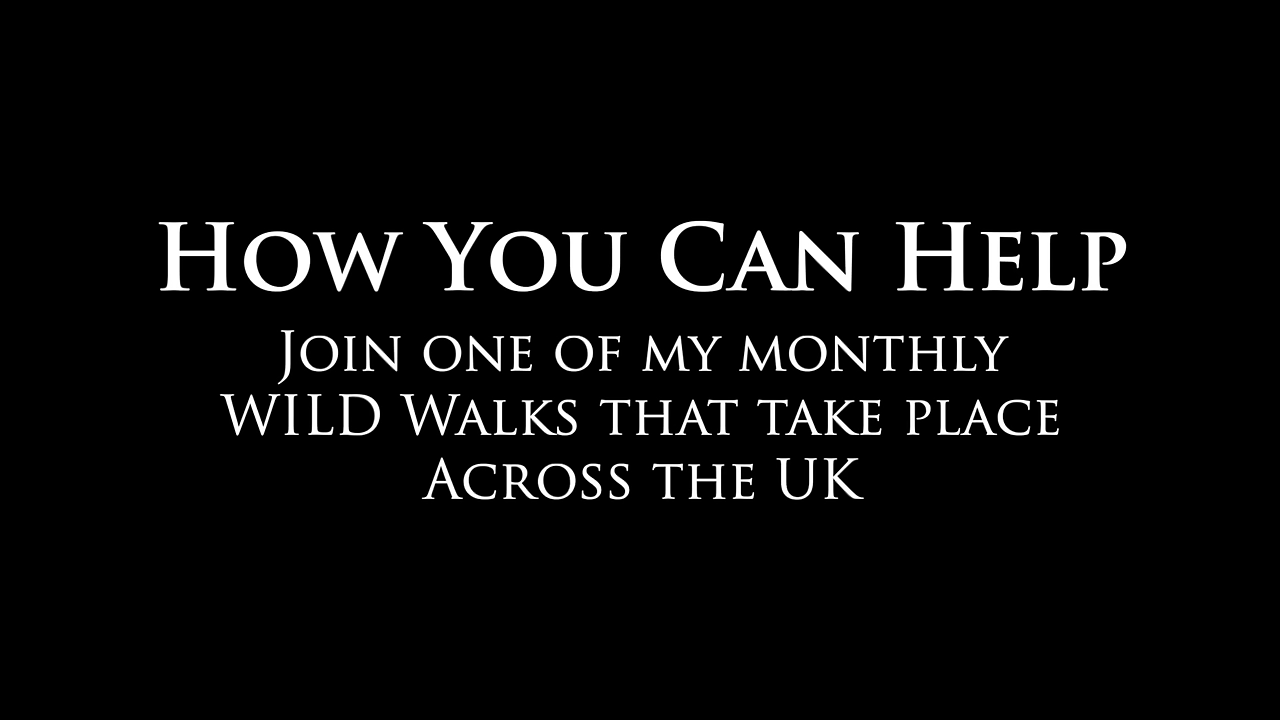 How You Can Help
Join one of my monthly
WILD Walks that take place
Across the UK